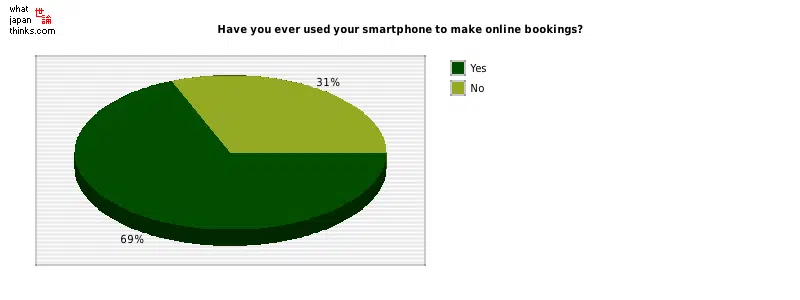 what 世
japan 論
thinks.com
Have you ever used your smartphone to make online bookings?
31%
69%
Yes
No